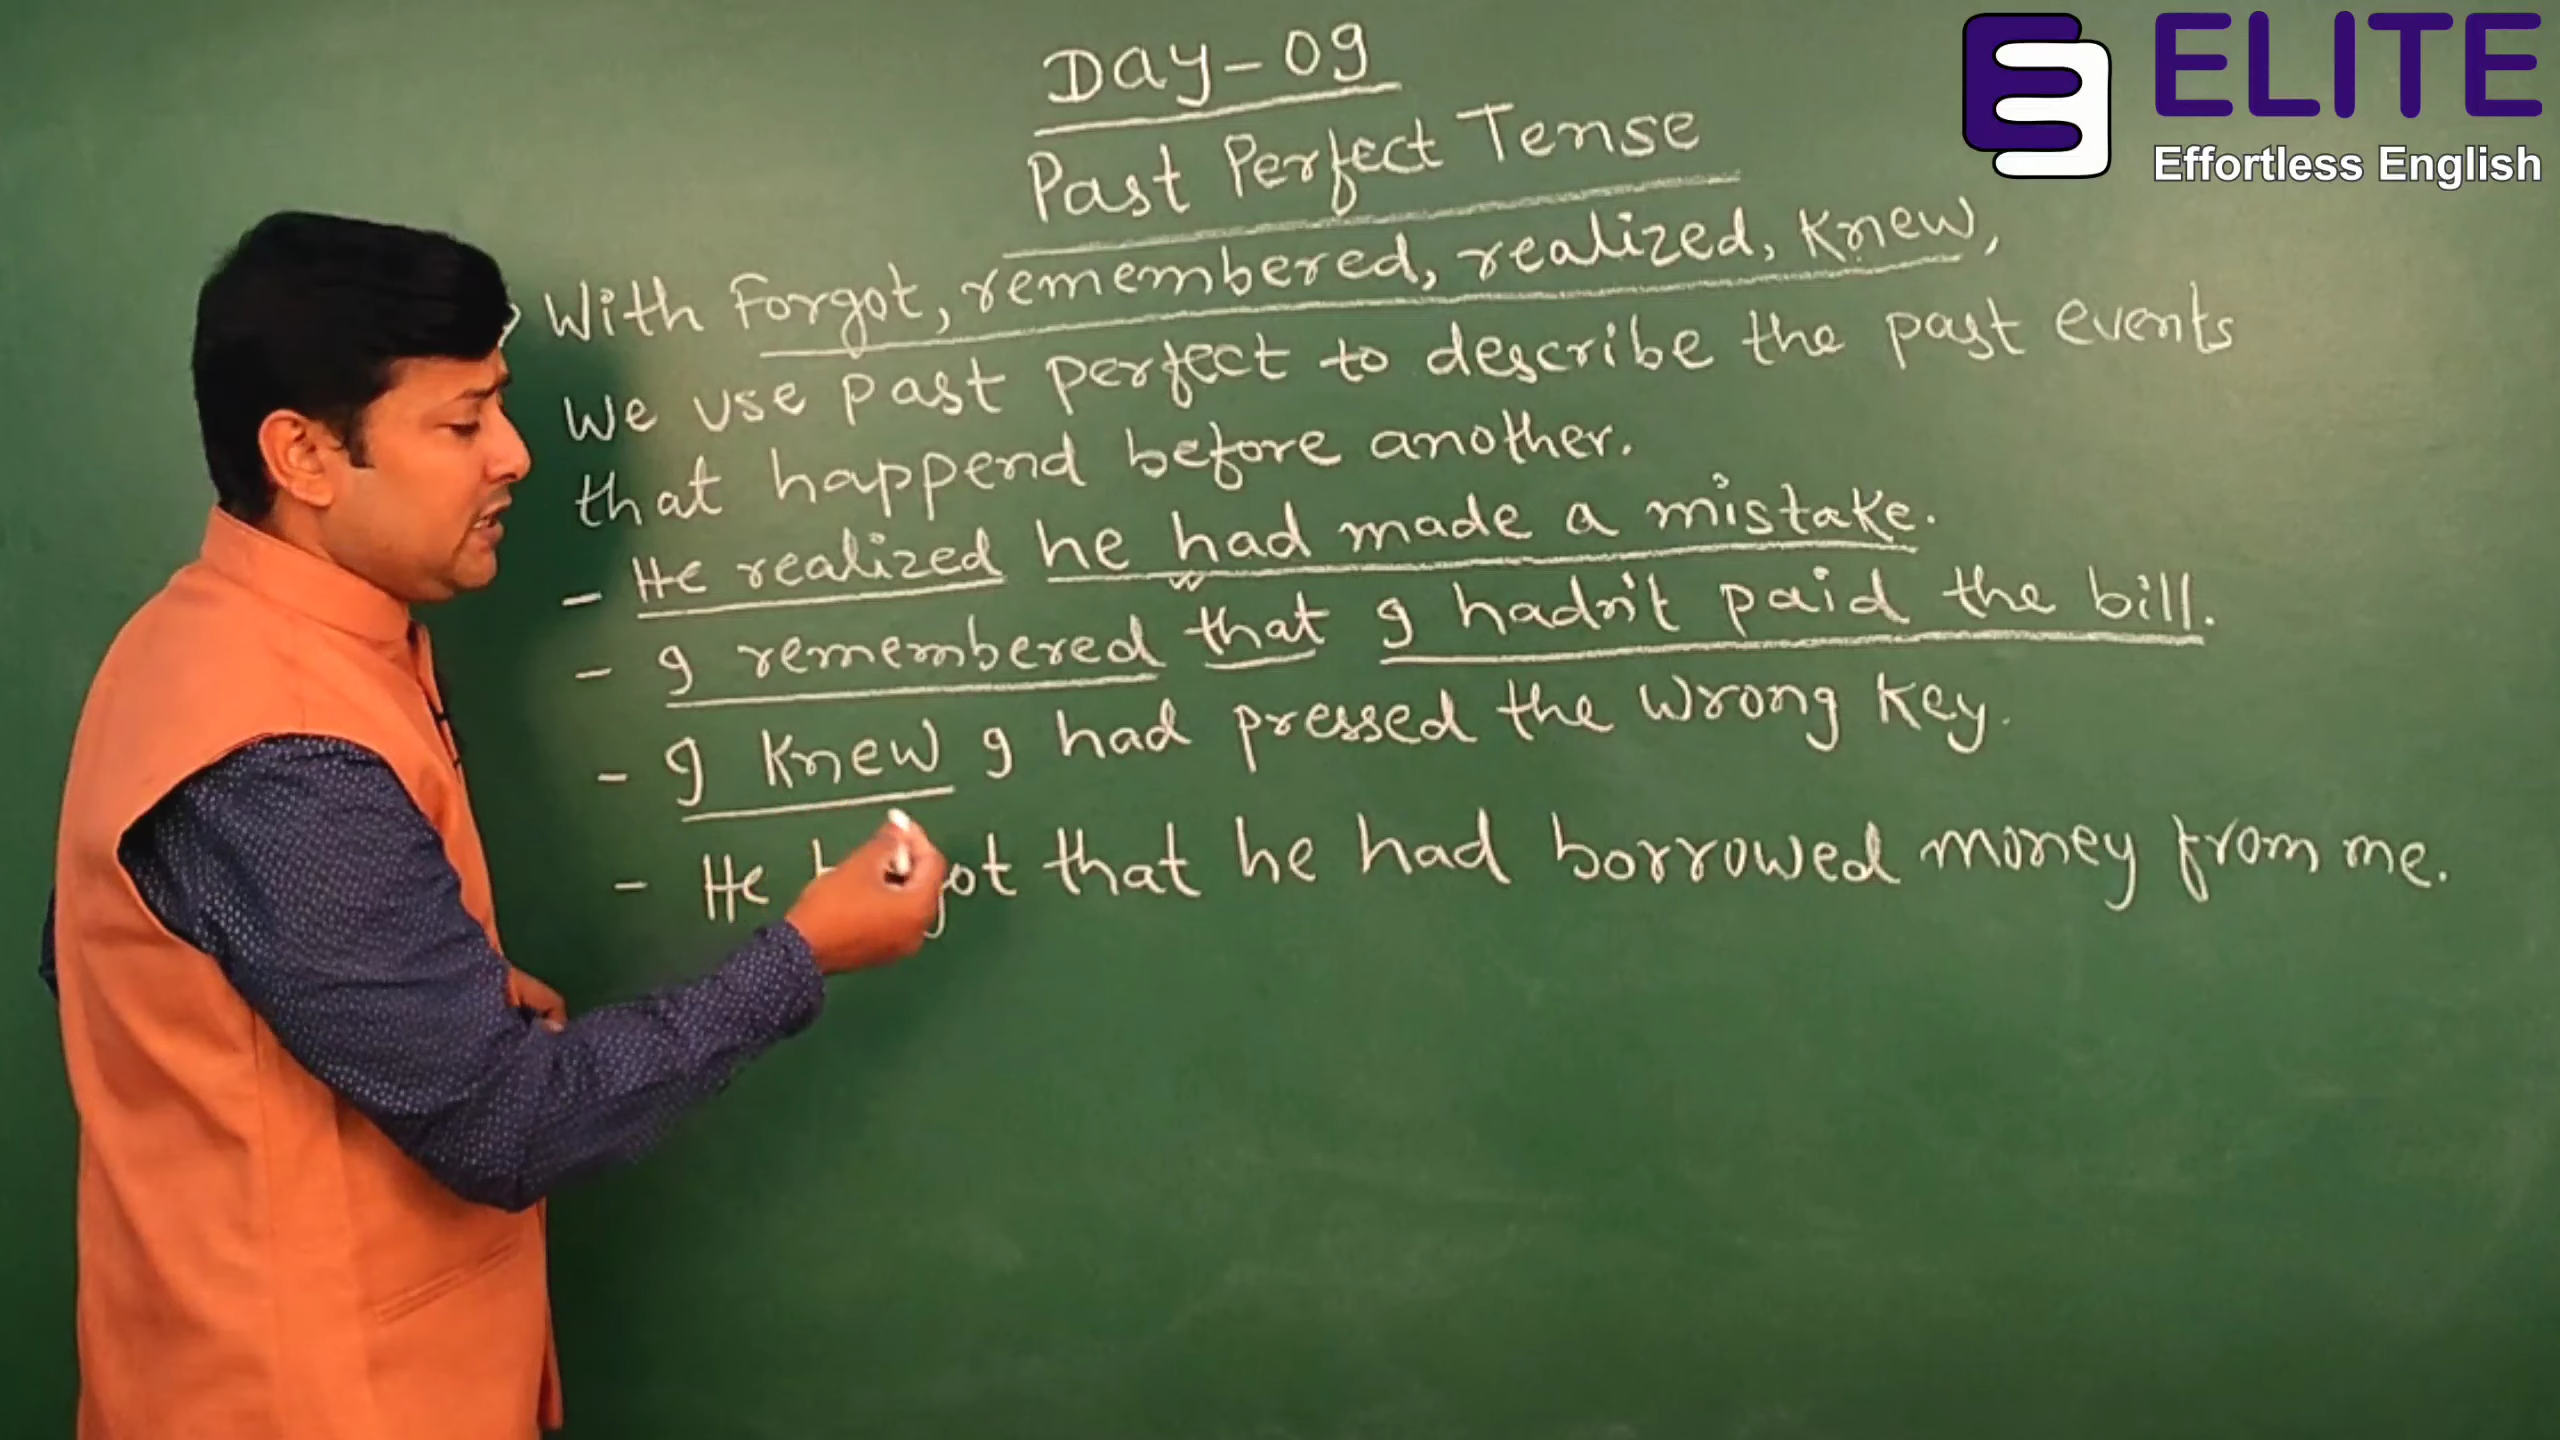 Day-09
Past Perfect Tense
With Forgot, remembered, realized, Knew,
We use past perfect to describe the past events
that happend before another.
- He realized he had made a mistake.
- I remembered that I hadn't paid the bill.
- I knew I had pressed the wrong key.
- He that he had borrowed money from me.
ELITE
Effortless English